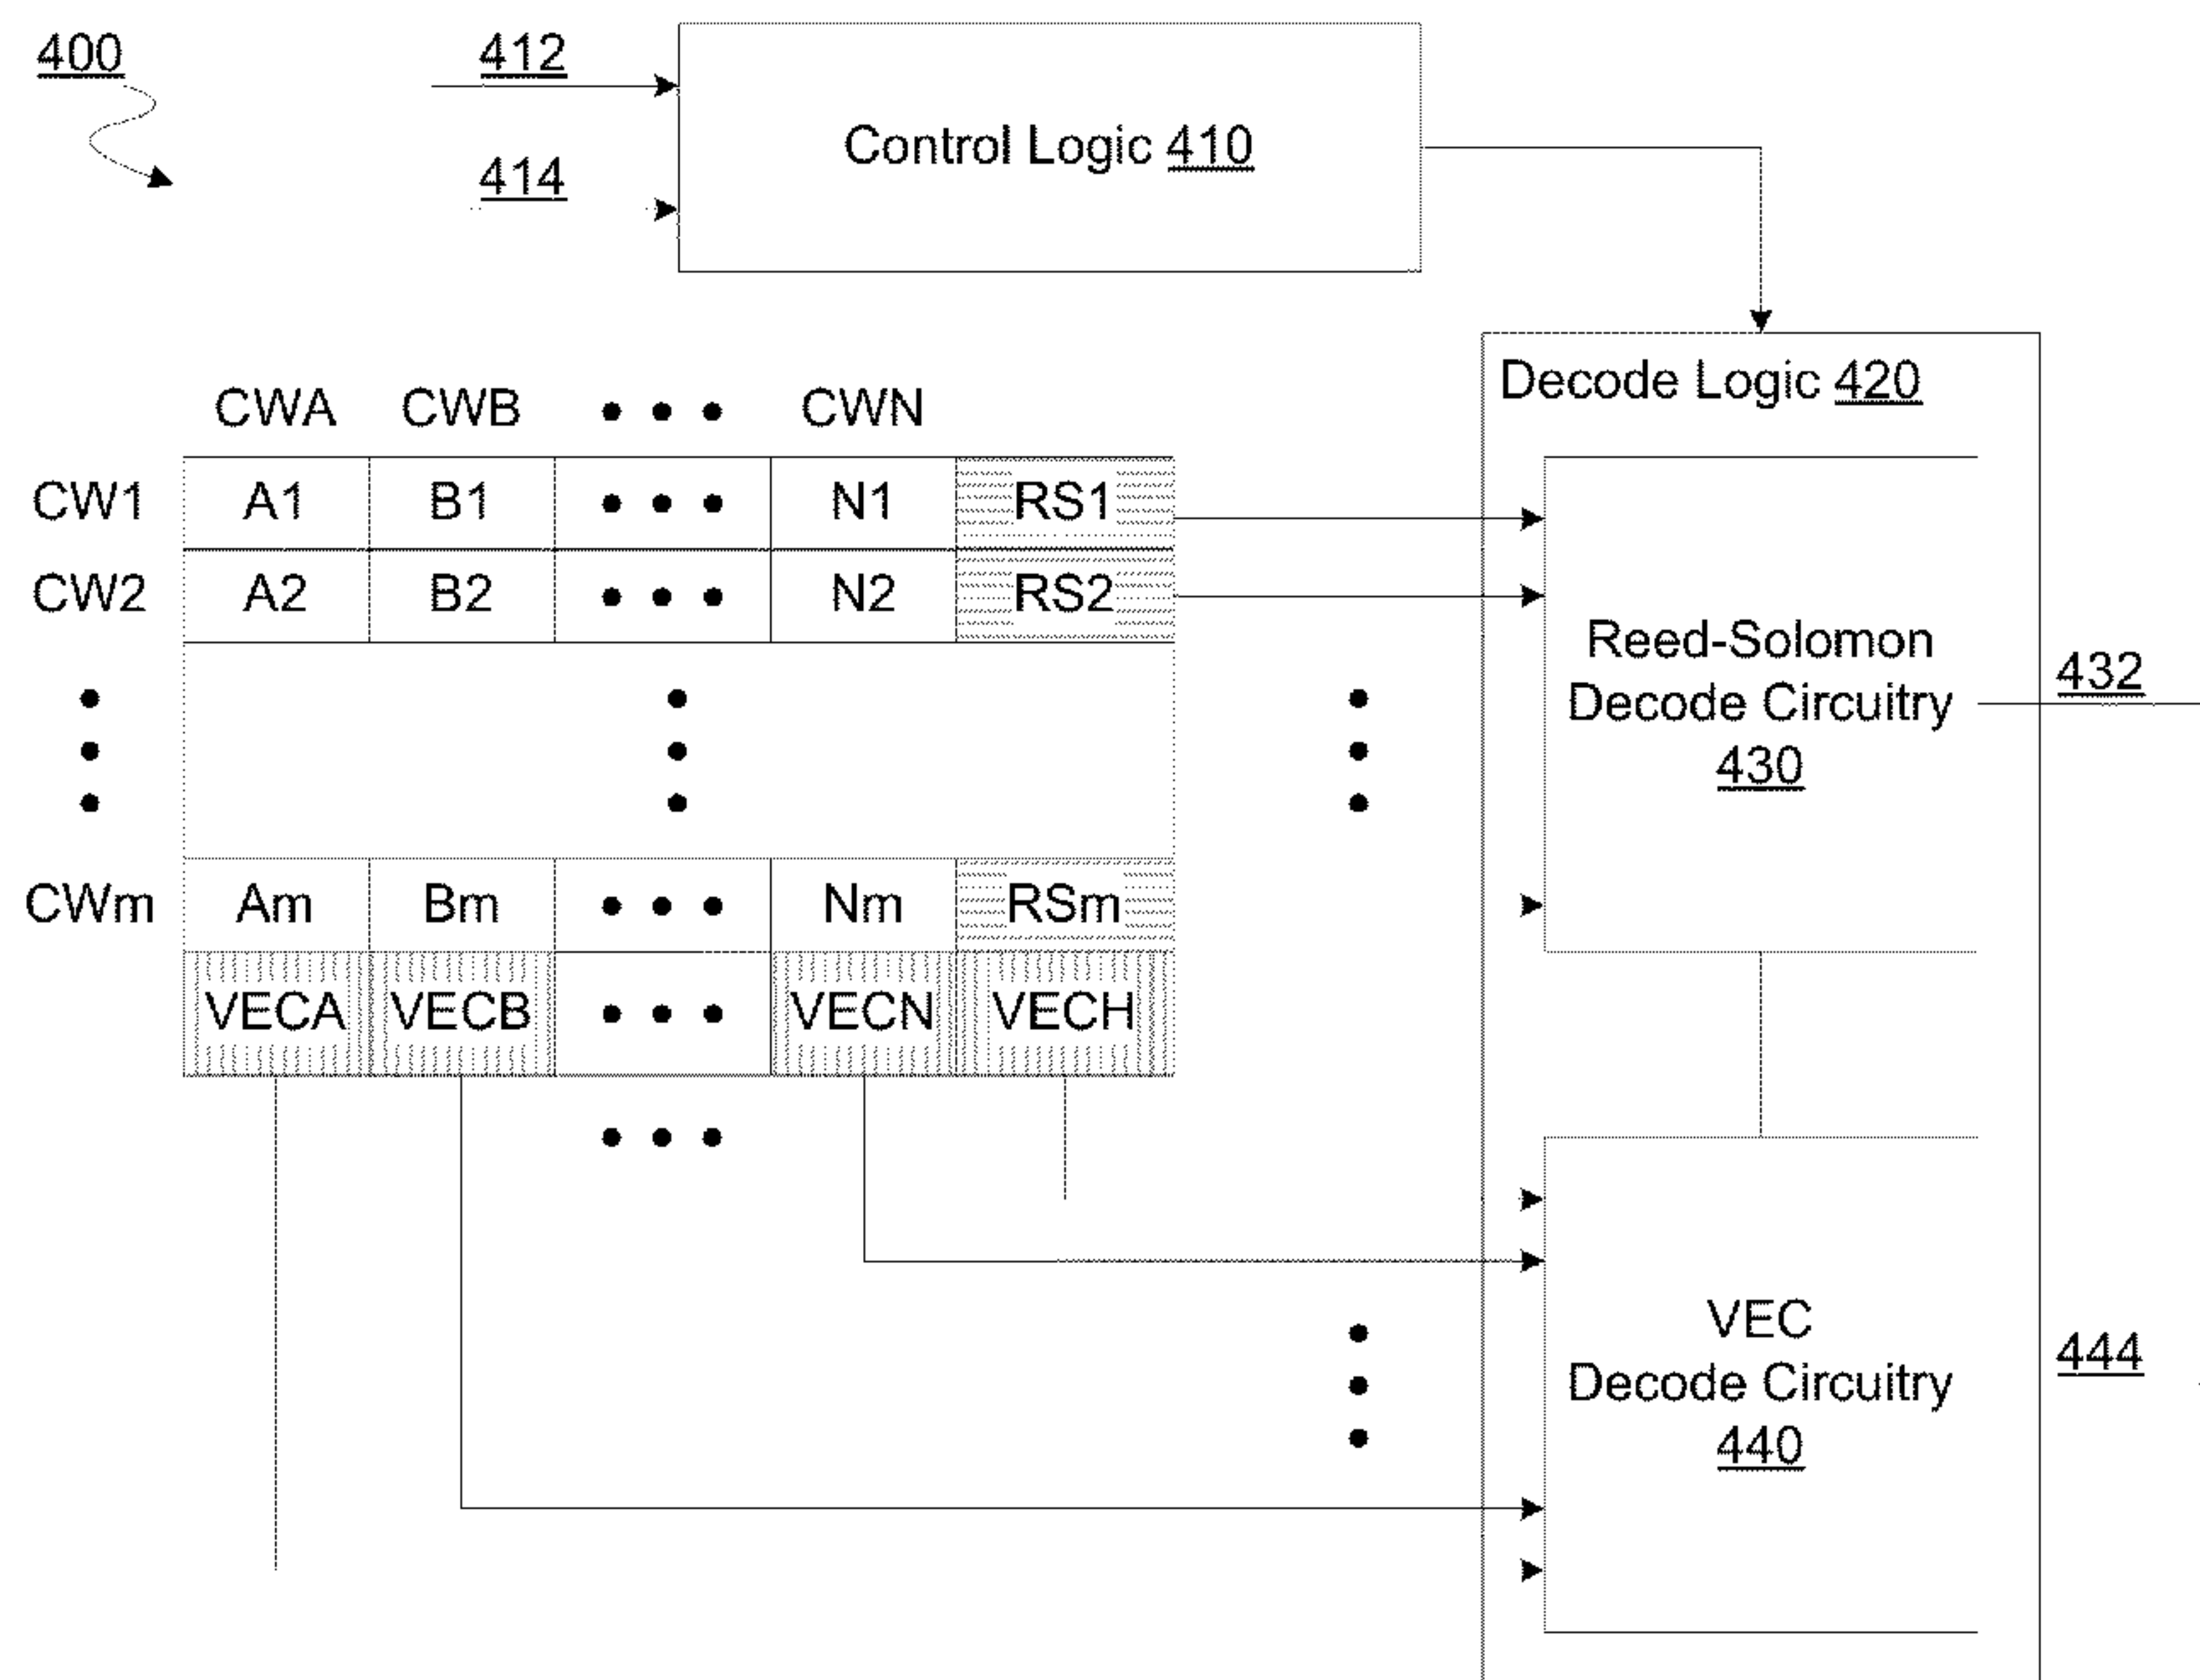 400
412
414
Control Logic 410
Decode Logic 420
CWA CWB CWN
CW1 A1 B1 N1 RS1
CW2 A2 B2 N2 RS2
Reed-Solomon
Decode Circuitry
430
432
CWm Am Bm Nm RSm
VECA VECB VECN VECH
VEC
Decode Circuitry
440
444